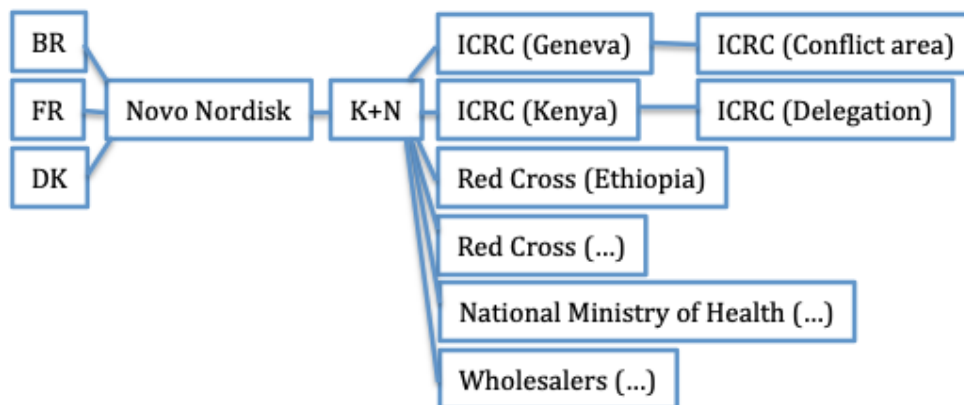 BR
FR
DK
Novo Nordisk
K+N
ICRC (Geneva)
ICRC (Conflict area)
ICRC (Kenya)
ICRC (Delegation)
Red Cross (Ethiopia)
Red Cross (...)
National Ministry of Health (...)
Wholesalers (...)